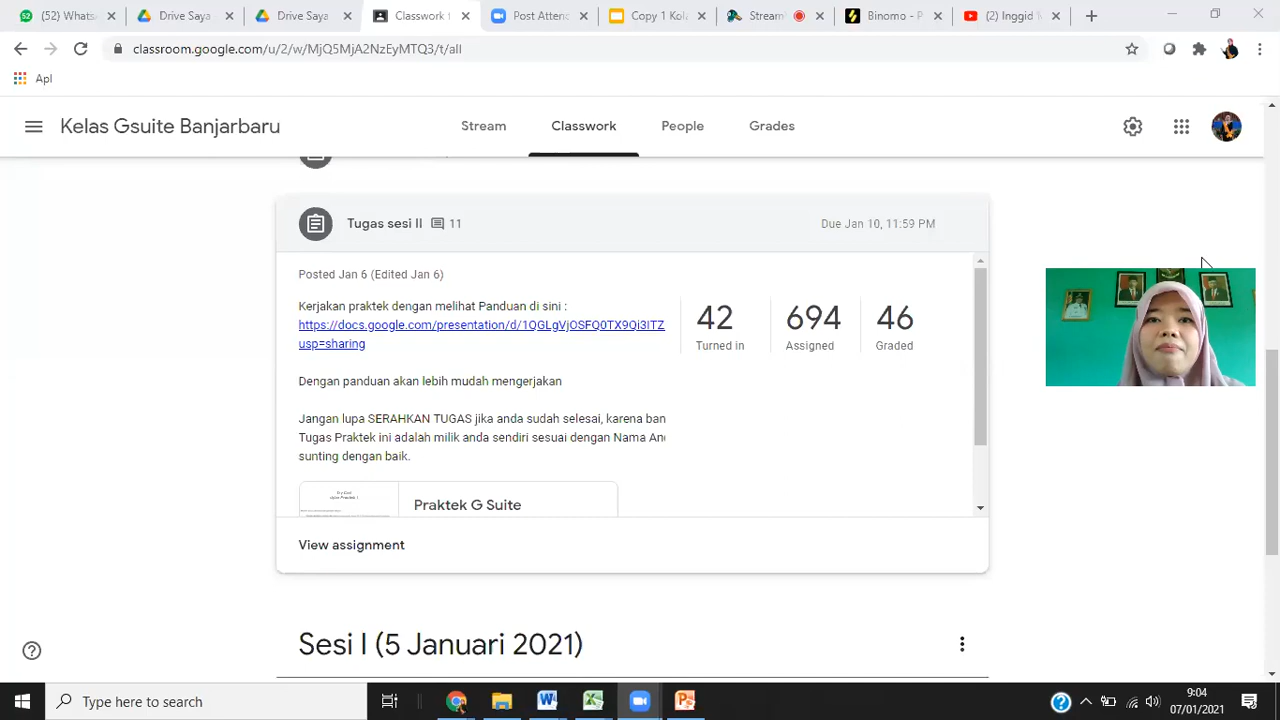 (52) Whats
Drive Saya
Drive Saya
Classwork f
Post Attend
Copy 1 Kola
Stream
Binomo - P
(2) Inggid N
classroom.google.com/u/2/w/MjQ5MjA2NzEyMTQ3/t/all
Apl
Kelas Gsuite Banjarbaru
Stream
Classwork
People
Grades
Tugas sesi II
11
Due Jan 10, 11:59 PM
Posted Jan 6 (Edited Jan 6)
Kerjakan praktek dengan melihat Panduan di sini :
https://docs.google.com/presentation/d/1QGLgVjOSFQ0TX9Qi3ITZ
usp=sharing
42
694
46
Turned in
Assigned
Graded
Dengan panduan akan lebih mudah mengerjakan
Jangan lupa SERAHKAN TUGAS jika anda sudah selesai, karena ban
Tugas Praktek ini adalah milik anda sendiri sesuai dengan Nama And
sunting dengan baik.
Praktek G Suite
View assignment
Sesi I (5 Januari 2021)
Type here to search
9:04
07/01/2021